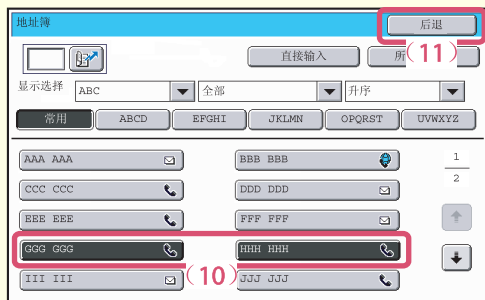 地址簿 后退
直接输入 所 (11)
显示选择 ABC 全部 升序
常用 ABCD EFGHI JKLMN OPQRST UVWXYZ
AAA AAA BBB BBB 1
CCC CCC DDD DDD 2
EEE EEE FFF FFF
GGG GGG HHH HHH
(10)
III III JJJ JJJ